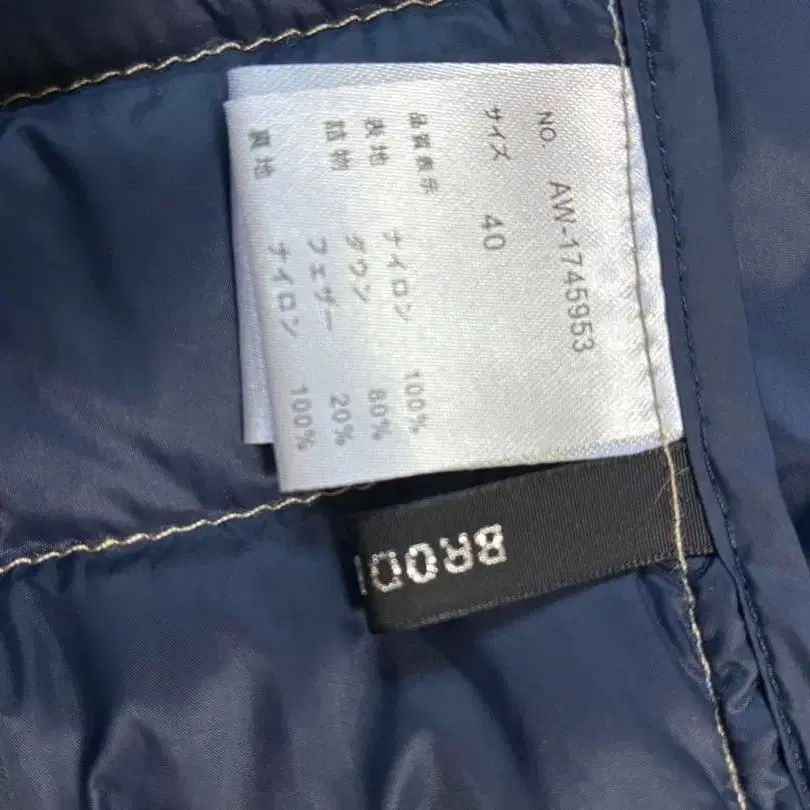 NO. AW-1745953
サイズ 40
品質表示
表地 ナイロン 100%
詰物 ダウン 80%
フェザー 20%
裏地 ナイロン 100%
BROD